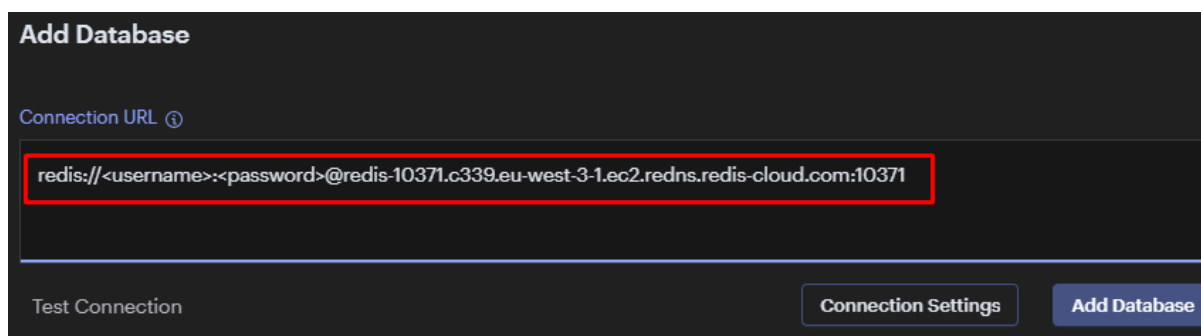 Add Database
Connection URL
redis://<username>:<password>@redis-10371.c339.eu-west-3-1.ec2.redns.redis-cloud.com:10371
Test Connection
Connection Settings
Add Database